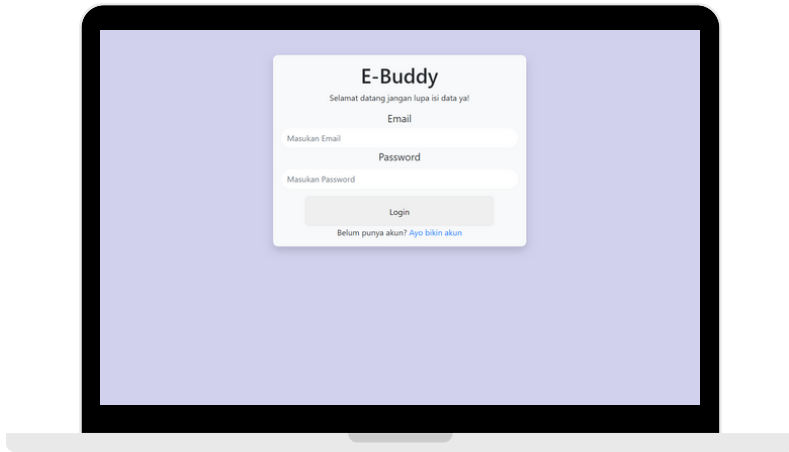 E-Buddy
Selamat datang jangan lupa isi data ya!
Email
Masukan Email
Password
Masukan Password
Login
Belum punya akun? Ayo bikin akun